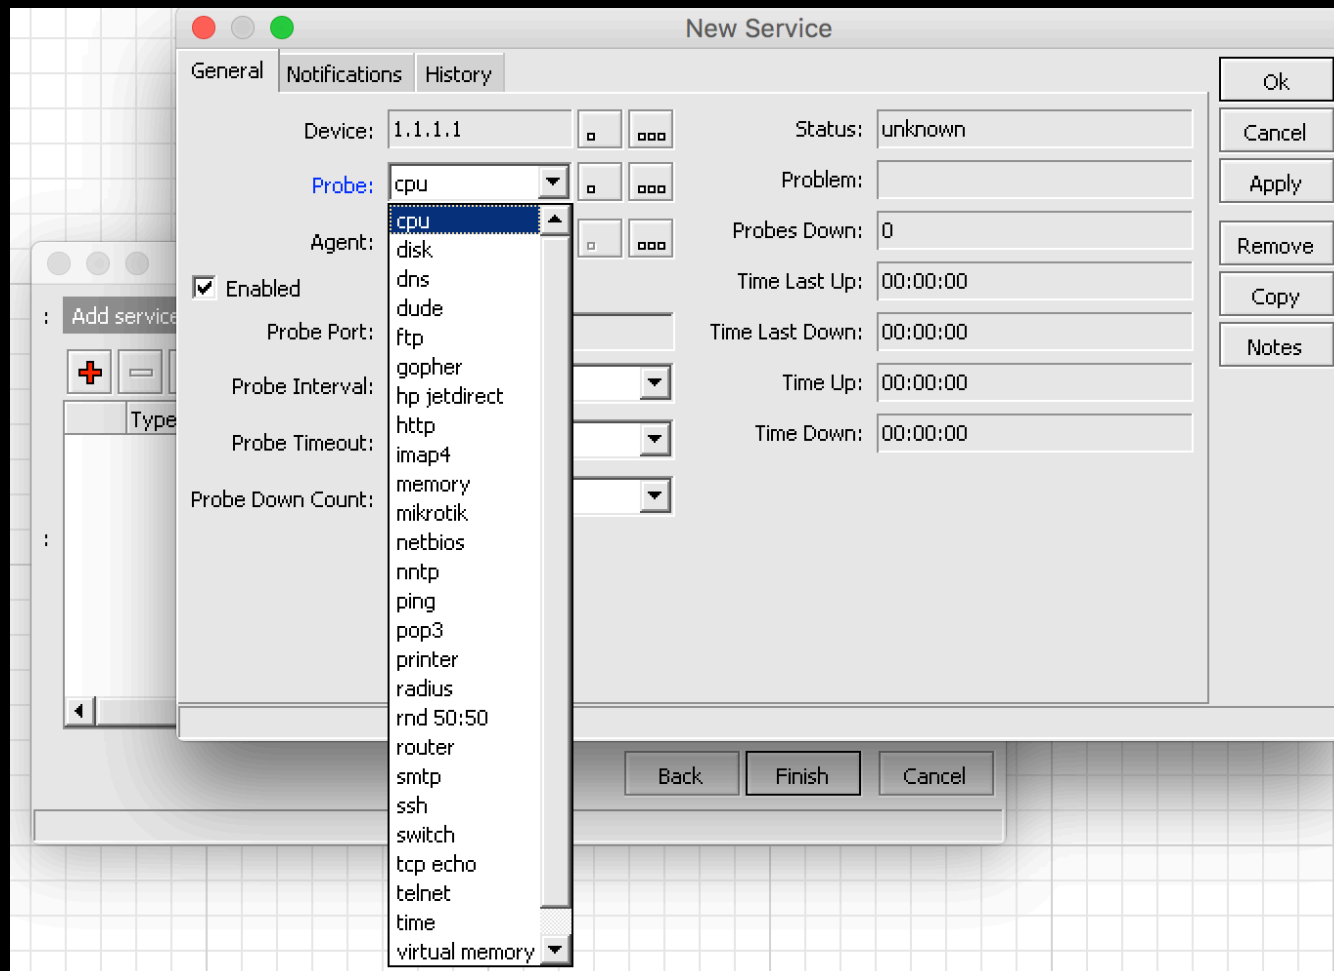 New Service
General
Notifications
History
Device:
1.1.1.1
Probe:
cpu
Agent:
Enabled
Probe Port:
Probe Interval:
Probe Timeout:
Probe Down Count:
cpu
disk
dns
dude
ftp
gopher
hp jetdirect
http
imap4
memory
mikrotik
netbios
nntp
ping
pop3
printer
radius
rnd 50:50
router
smtp
ssh
switch
tcp echo
telnet
time
virtual memory
Status:
unknown
Problem:
Probes Down:
0
Time Last Up:
00:00:00
Time Last Down:
00:00:00
Time Up:
00:00:00
Time Down:
00:00:00
Ok
Cancel
Apply
Remove
Copy
Notes
: Add service
Type
:
Back
Finish
Cancel